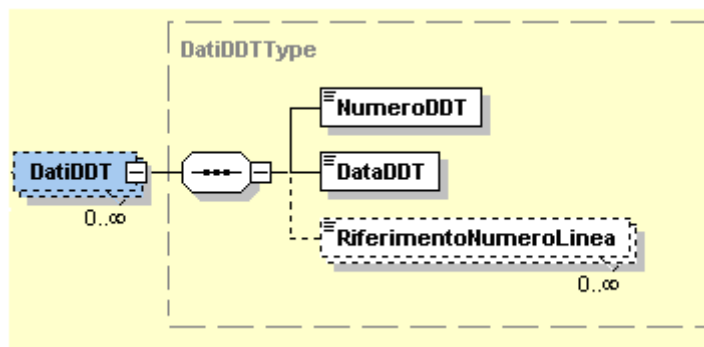 DatiDDTType
NumeroDDT
DatiDDT
DataDDT
0..∞
RiferimentoNumeroLinea
0..∞